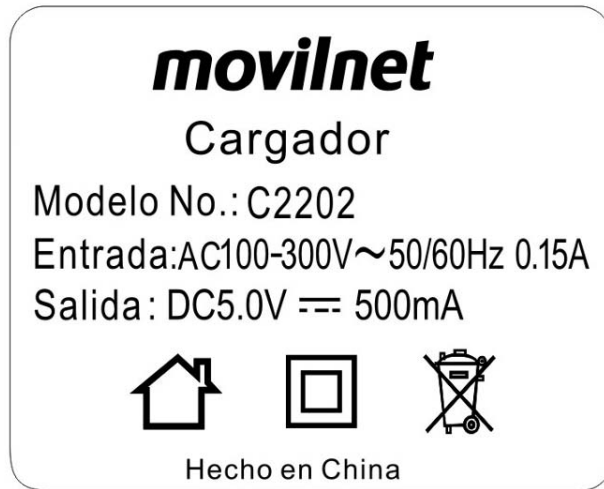 movilnet
Cargador
Modelo No.: C2202
Entrada:AC100-300V～50/60Hz 0.15A
Salida: DC5.0V ⎓ 500mA
Hecho en China